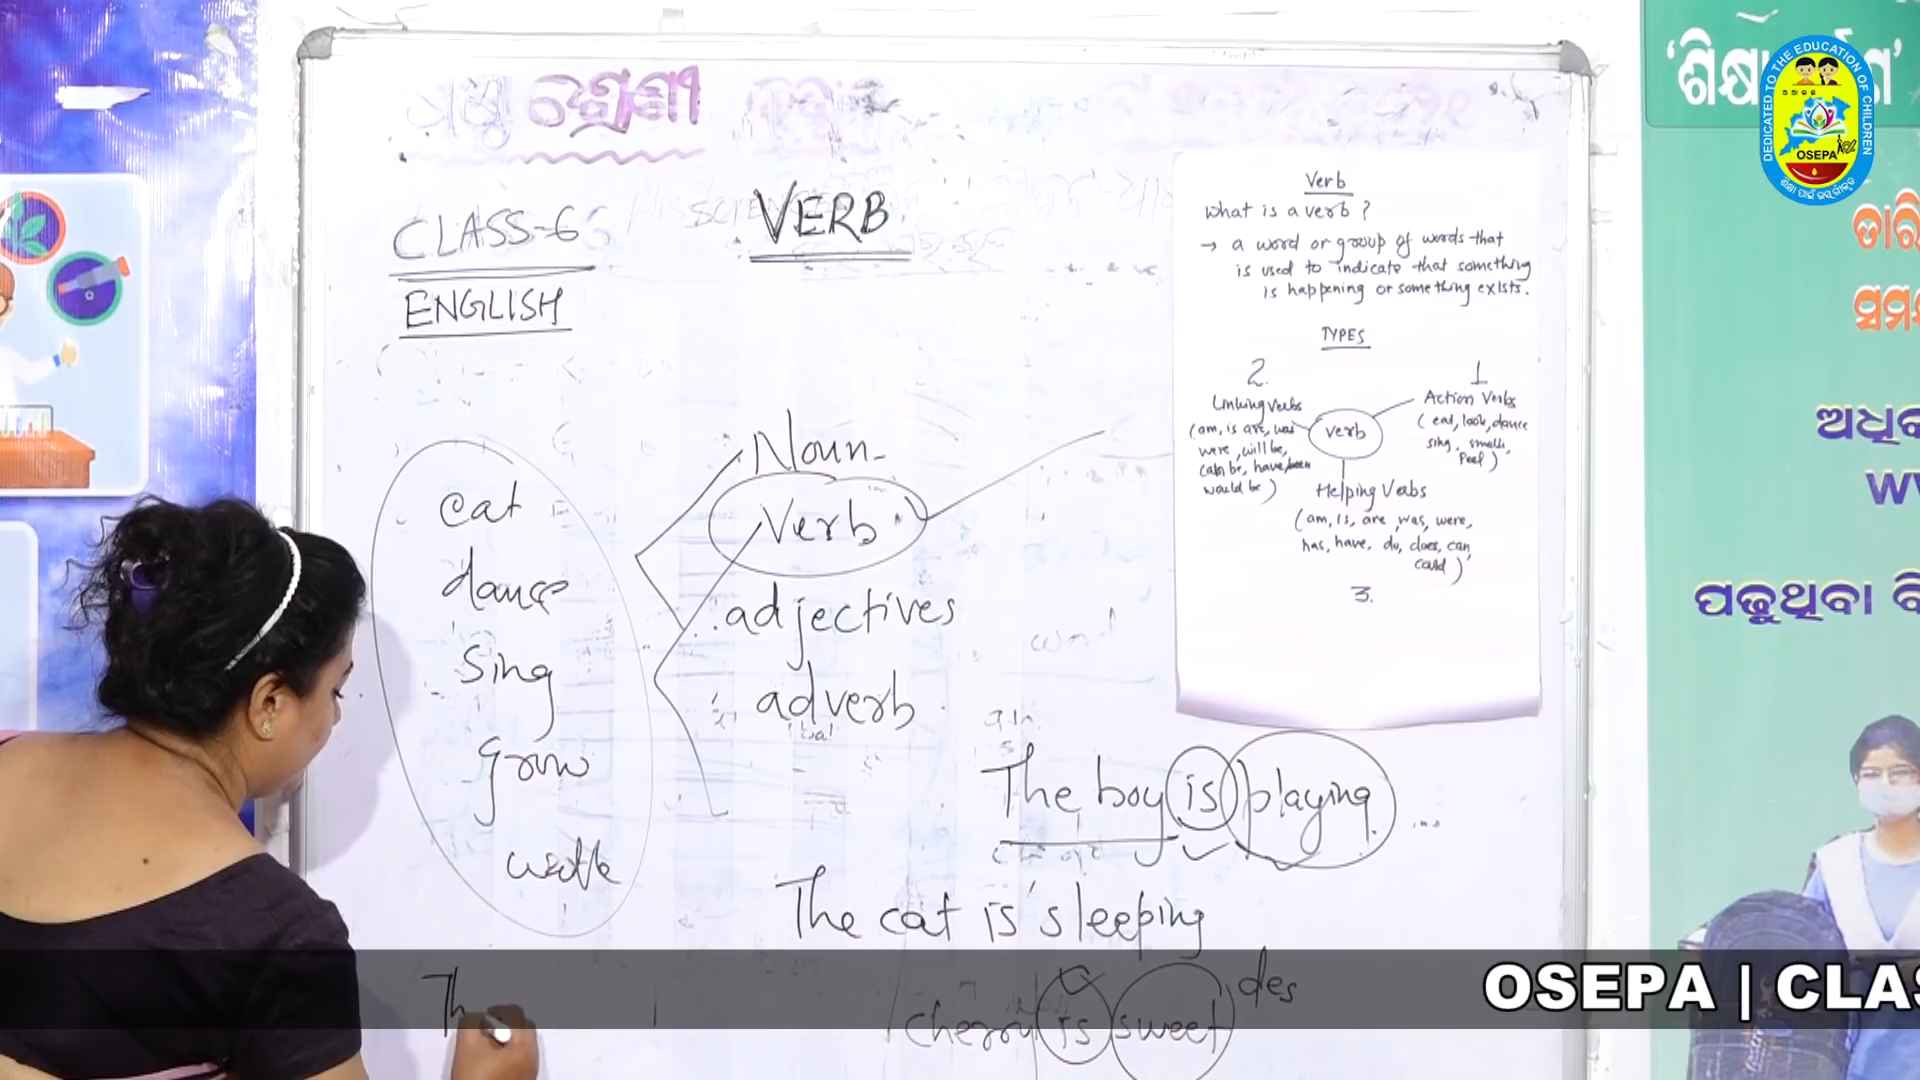 ଶ୍ରେଣୀ
CLASS-6
ENGLISH
VERB
eat
dance
sing
grow
walk
Noun
Verb
adjectives
adverb
The boy is playing
The cat is sleeping
cherry is sweet
des
Th
Verb
What is a verb ?
→ a word or group of words that
is used to indicate that something
is happening or something exists.
TYPES
2.
Linking verbs
(am, is are, was
were, will be,
can be, have been
would be)
1
Action Verbs
(eat, look, dance
sing, smells,
feel)
verb
Helping Verbs
(am, is, are, was, were,
has, have, do, does, can,
could)
3.
DEDICATED TO THE EDUCATION OF CHILDREN
OSEPA
ପଢୁଥିବା
OSEPA | CLAS